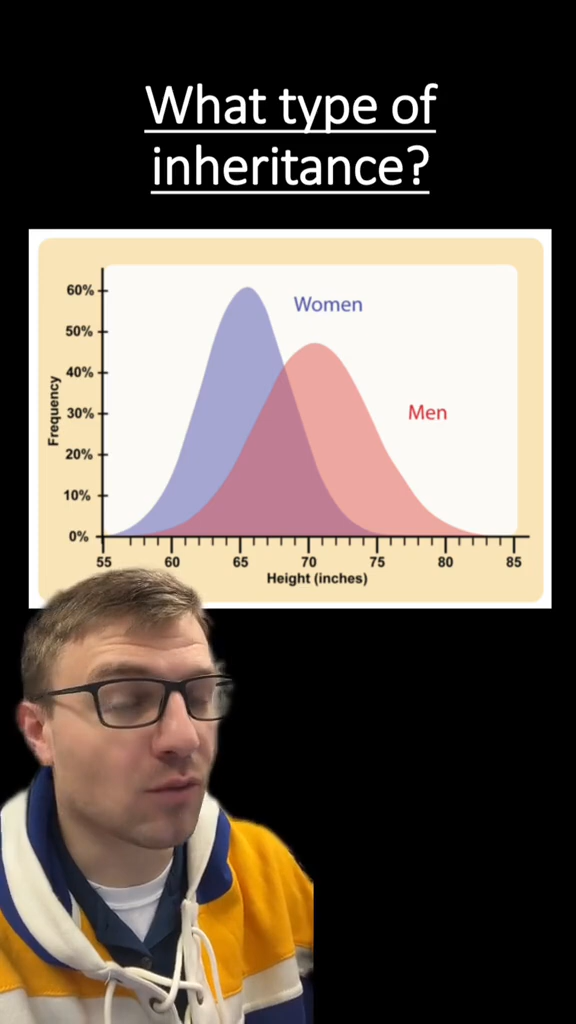 What type of
inheritance?
60%
Women
50%
40%
Men
30%
Frequency
20%
10%
0%
55 60 65 70 75 80 85
Height (inches)